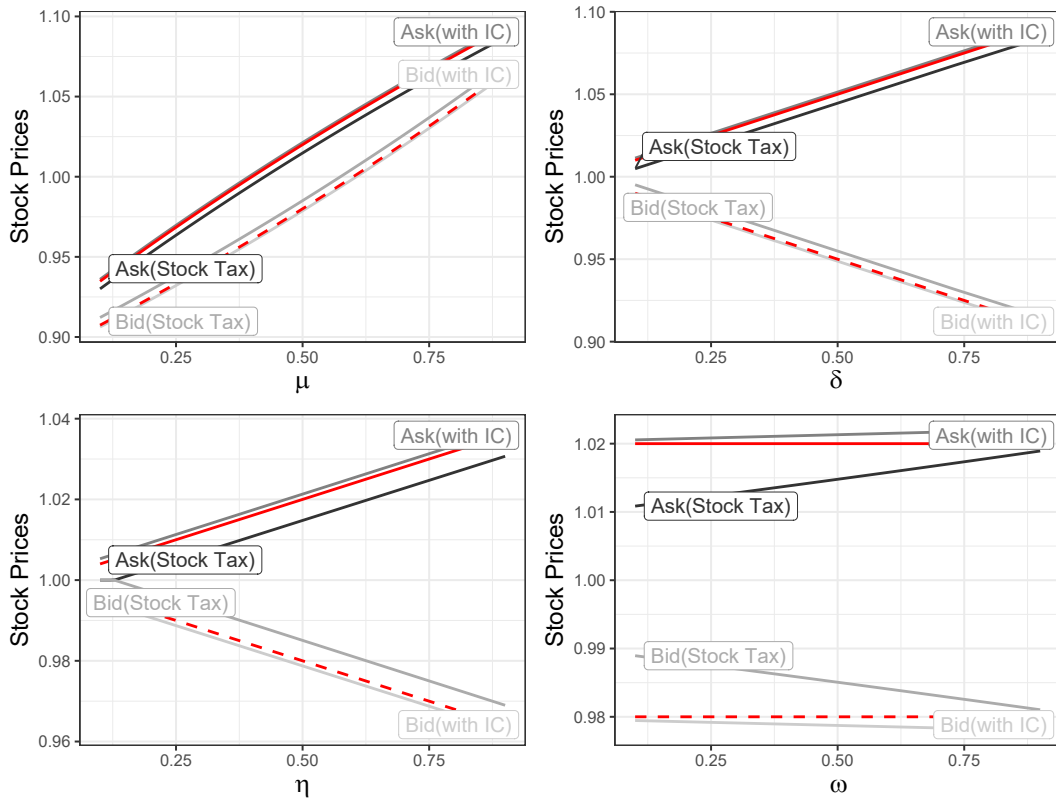 1.10
1.05
1.00
0.95
0.90
Stock Prices
Ask(with IC)
Bid(with IC)
Ask(Stock Tax)
Bid(Stock Tax)
0.25 0.50 0.75
μ
1.10
1.05
1.00
0.95
0.90
Stock Prices
Ask(with IC)
Ask(Stock Tax)
Bid(Stock Tax)
Bid(with IC)
0.25 0.50 0.75
δ
1.04
1.02
1.00
0.98
0.96
Stock Prices
Ask(with IC)
Ask(Stock Tax)
Bid(Stock Tax)
Bid(with IC)
0.25 0.50 0.75
η
1.02
1.01
1.00
0.99
0.98
Stock Prices
Ask(with IC)
Ask(Stock Tax)
Bid(Stock Tax)
Bid(with IC)
0.25 0.50 0.75
ω